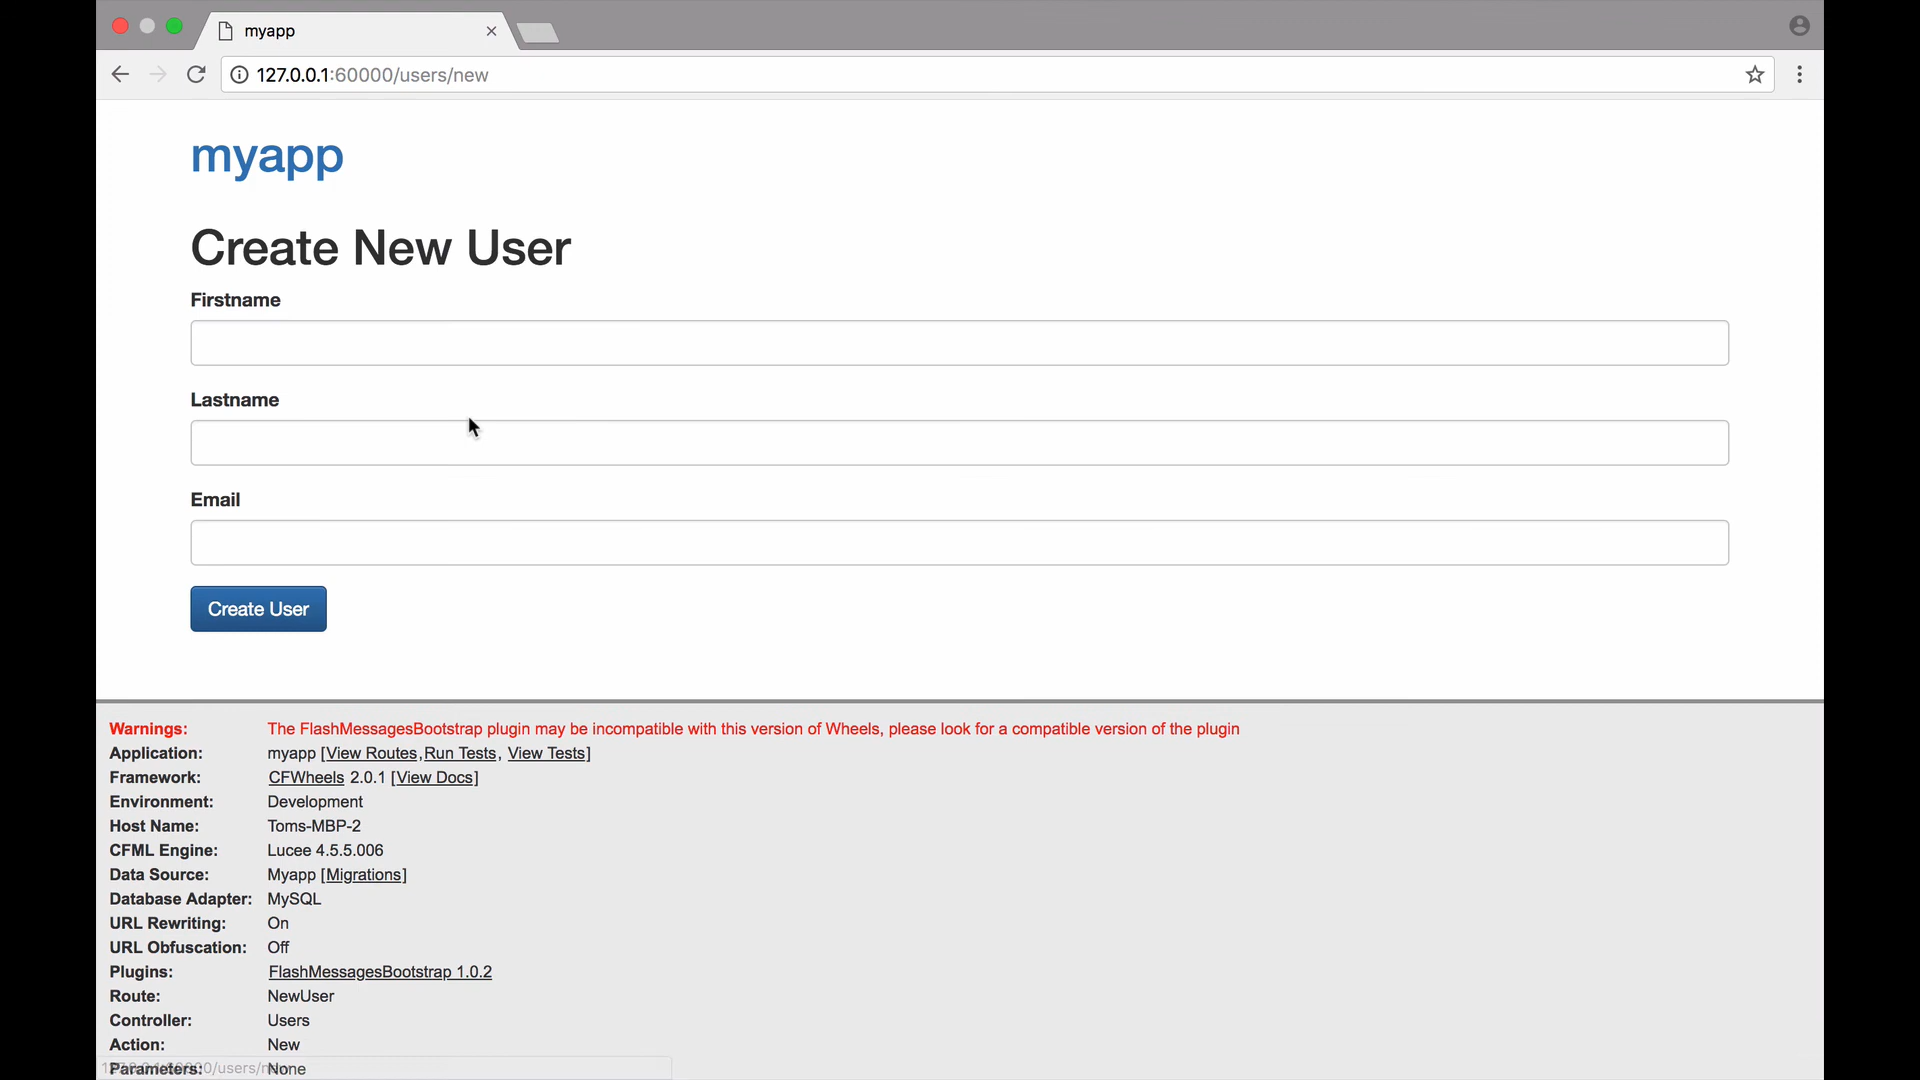 myapp
127.0.0.1:60000/users/new
myapp
Create New User
Firstname
Lastname
Email
Create User
Warnings: The FlashMessagesBootstrap plugin may be incompatible with this version of Wheels, please look for a compatible version of the plugin
Application: myapp [View Routes,Run Tests, View Tests]
Framework: CFWheels 2.0.1 [View Docs]
Environment: Development
Host Name: Toms-MBP-2
CFML Engine: Lucee 4.5.5.006
Data Source: Myapp [Migrations]
Database Adapter: MySQL
URL Rewriting: On
URL Obfuscation: Off
Plugins: FlashMessagesBootstrap 1.0.2
Route: NewUser
Controller: Users
Action: New
Parameters: None